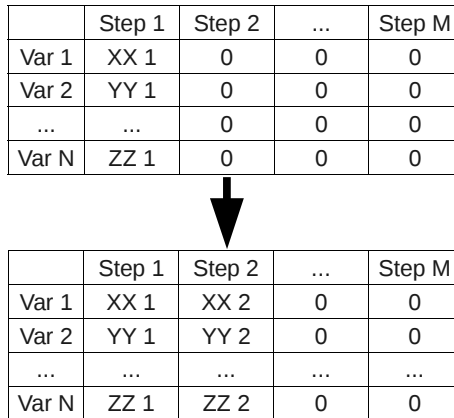 Step 1 Step 2 ... Step M
Var 1 XX 1 0 0 0
Var 2 YY 1 0 0 0
... ... 0 0 0
Var N ZZ 1 0 0 0
Step 1 Step 2 ... Step M
Var 1 XX 1 XX 2 0 0
Var 2 YY 1 YY 2 0 0
... ... ... ... ...
Var N ZZ 1 ZZ 2 0 0